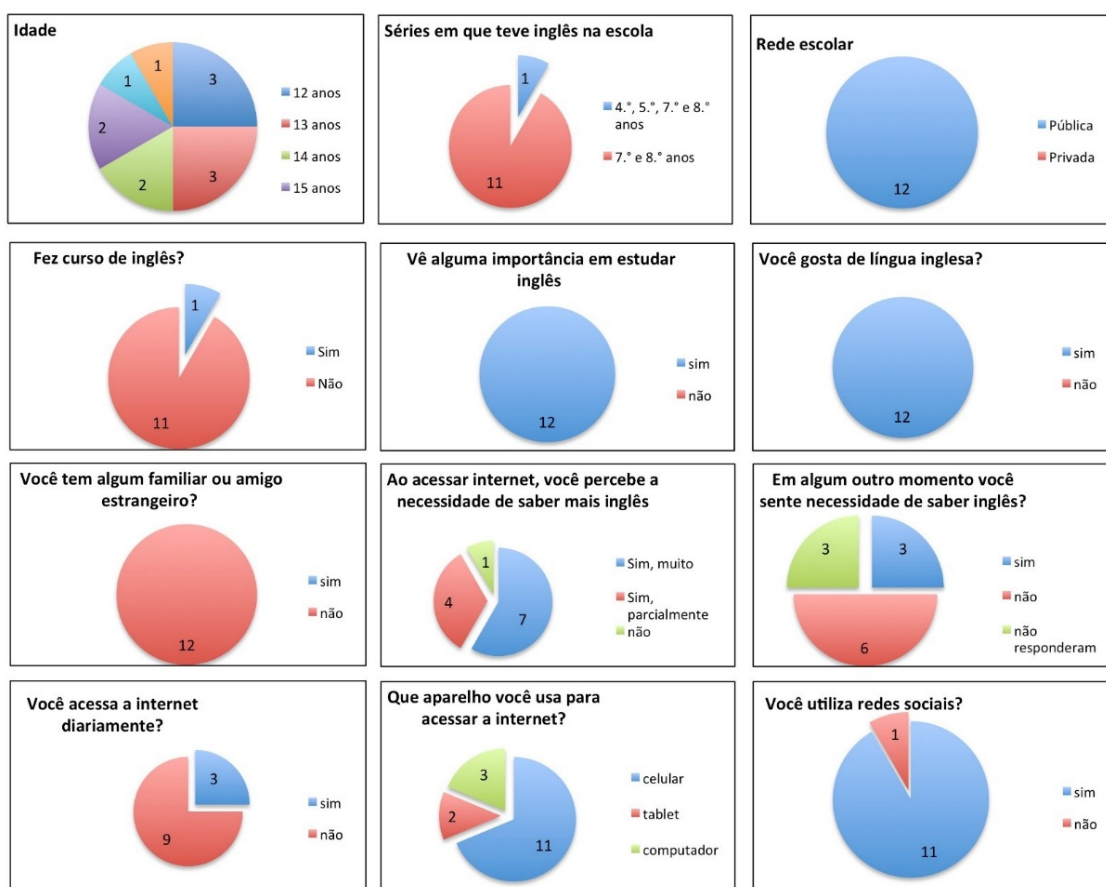 Idade
1
1
3
2
2
3
12 anos
13 anos
14 anos
15 anos
Séries em que teve inglês na escola
1
11
4.°, 5.°, 7.° e 8.°
anos
7.° e 8.° anos
Rede escolar
12
Pública
Privada
Fez curso de inglês?
1
11
Sim
Não
Vê alguma importância em estudar
inglês
12
sim
não
Você gosta de língua inglesa?
12
sim
não
Você tem algum familiar ou amigo
estrangeiro?
12
sim
não
Ao acessar internet, você percebe a
necessidade de saber mais inglês
1
4
7
Sim, muito
Sim,
parcialmente
não
Em algum outro momento você
sente necessidade de saber inglês?
3
3
6
sim
não
não
responderam
Você acessa a internet
diariamente?
3
9
sim
não
Que aparelho você usa para
acessar a internet?
3
2
11
celular
tablet
computador
Você utiliza redes sociais?
1
11
sim
não